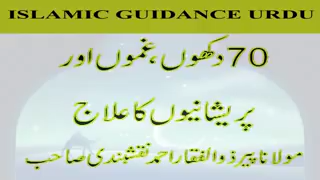 ISLAMIC GUIDANCE URDU
70 دکھوں، غموں اور
پریشانیوں کا علاج
مولانا پیر ذوالفقار احمد نقشبندی صاحب